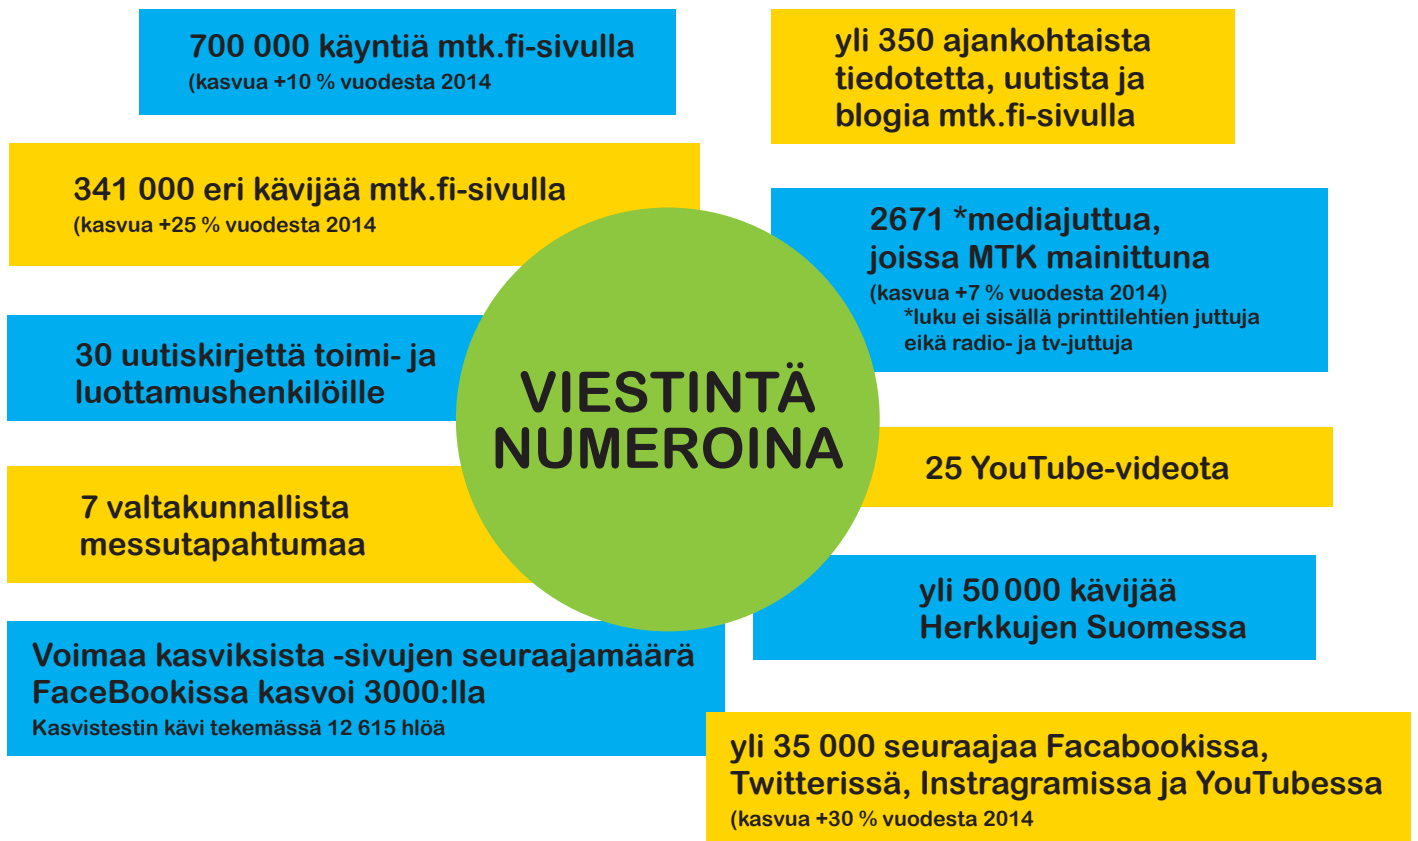 700 000 käyntiä mtk.fi-sivulla
(kasvua +10 % vuodesta 2014
341 000 eri kävijää mtk.fi-sivulla
(kasvua +25 % vuodesta 2014
30 uutiskirjettä toimi- ja
luottamushenkilöille
7 valtakunnallista
messutapahtumaa
Voimaa kasviksista -sivujen seuraajamäärä
FaceBookissa kasvoi 3000:lla
Kasvistestin kävi tekemässä 12 615 hlöä
VIESTINTÄ
NUMEROINA
yli 350 ajankohtaista
tiedotetta, uutista ja
blogia mtk.fi-sivulla
2671 *mediajuttua,
joissa MTK mainittuna
(kasvua +7 % vuodesta 2014)
*luku ei sisällä printtilehtien juttuja
eikä radio- ja tv-juttuja
25 YouTube-videota
yli 50 000 kävijää
Herkkujen Suomessa
yli 35 000 seuraajaa Facabookissa,
Twitterissä, Instragramissa ja YouTubessa
(kasvua +30 % vuodesta 2014